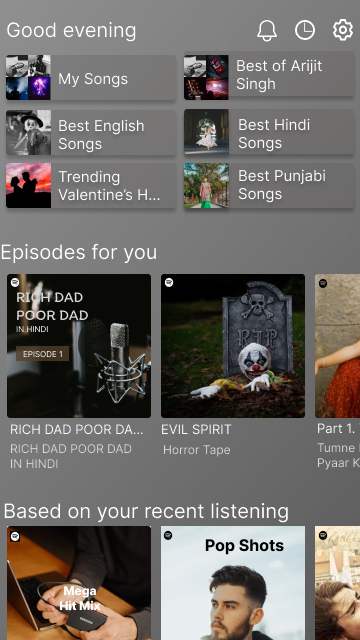 Good evening
My Songs
Best of Arijit
Singh
Best English
Songs
Best Hindi
Songs
Trending
Valentine's H...
Best Punjabi
Songs
Episodes for you
RICH DAD
POOR DAD
IN HINDI
EPISODE 1
RIP
RICH DAD POOR DA...
RICH DAD POOR DAD
IN HINDI
EVIL SPIRIT
Horror Tape
Part 1.
Tumne
Pyaar K
Based on your recent listening
Mega
Hit Mix
Pop Shots